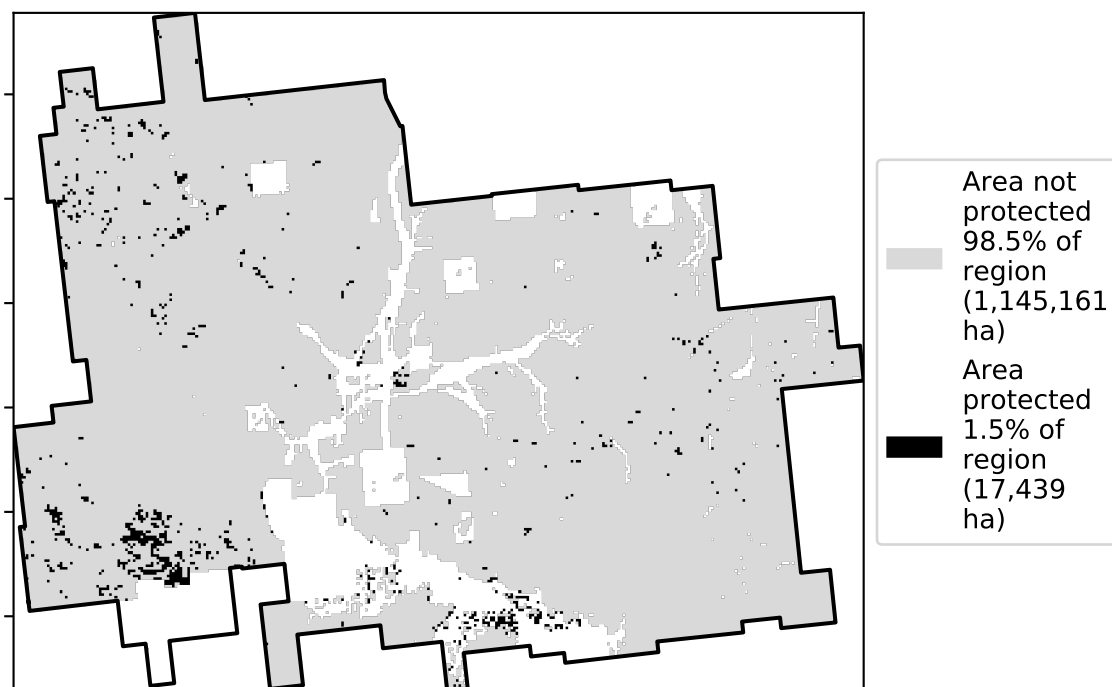 Area not
protected
98.5% of
region
(1,145,161
ha)
Area
protected
1.5% of
region
(17,439
ha)